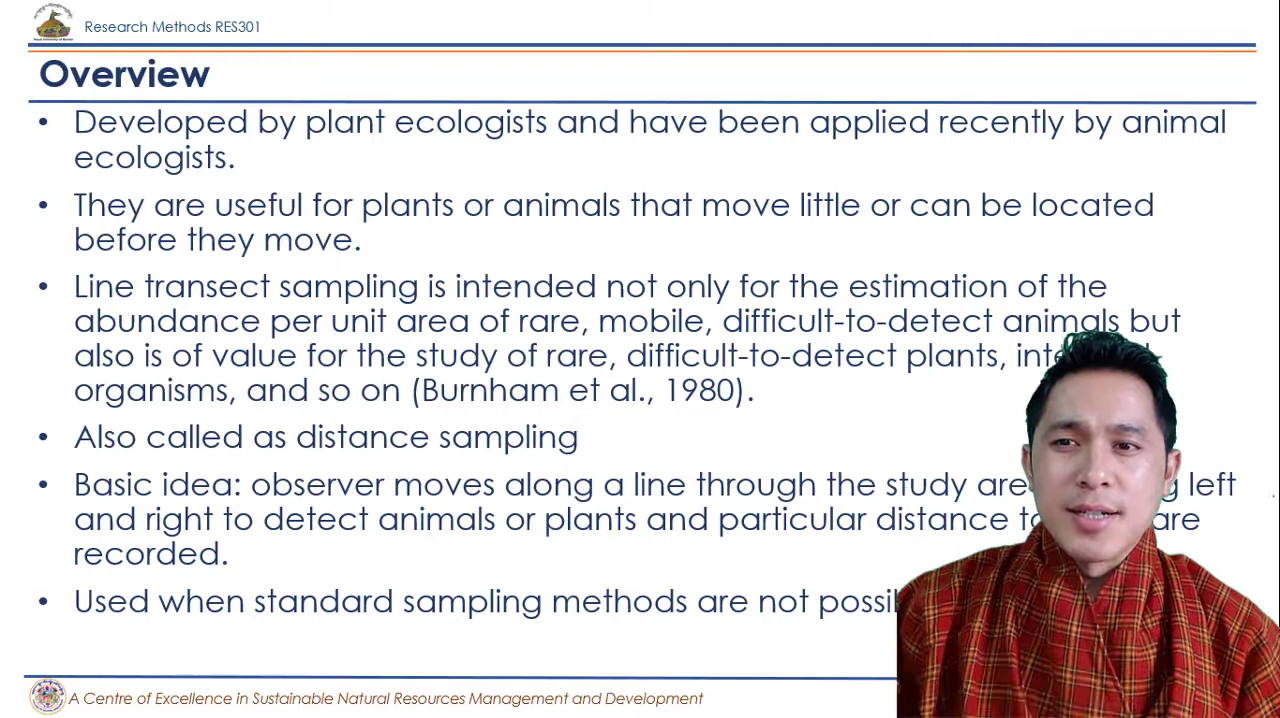 Research Methods RES301
Overview
• Developed by plant ecologists and have been applied recently by animal
ecologists.
• They are useful for plants or animals that move little or can be located
before they move.
• Line transect sampling is intended not only for the estimation of the
abundance per unit area of rare, mobile, difficult-to-detect animals but
also is of value for the study of rare, difficult-to-detect plants,
organisms, and so on (Burnham et al., 1980).
• Also called as distance sampling
• Basic idea: observer moves along a line through the study left
and right to detect animals or plants and particular distance are
recorded.
• Used when standard sampling methods are not
A Centre of Excellence in Sustainable Natural Resources Management and Development